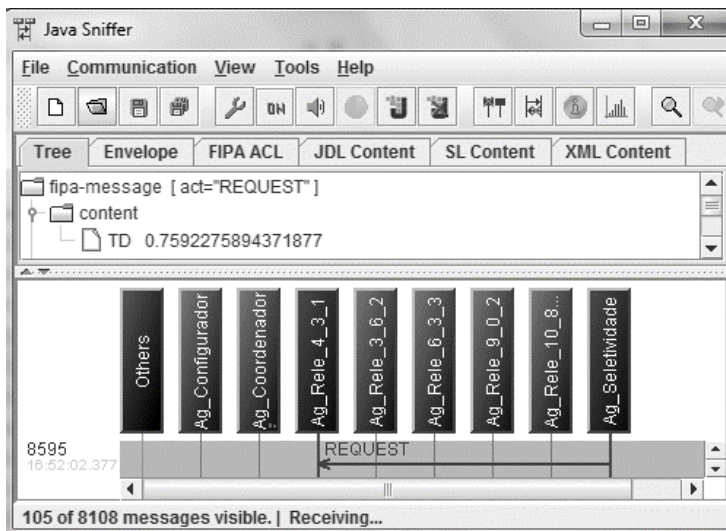 Java Sniffer
File Communication View Tools Help
ON
Tree Envelope FIPA ACL JDL Content SL Content XML Content
fipa-message [ act="REQUEST" ]
content
TD 0.7592275894371877
Others
Ag_Configurador
Ag_Coordenador
Ag_Rele_4_3_1
Ag_Rele_3_6_2
Ag_Rele_6_3_3
Ag_Rele_9_0_2
Ag_Rele_10_8...
Ag_Seletividade
8595
REQUEST
16:52:02.377
105 of 8108 messages visible. | Receiving...